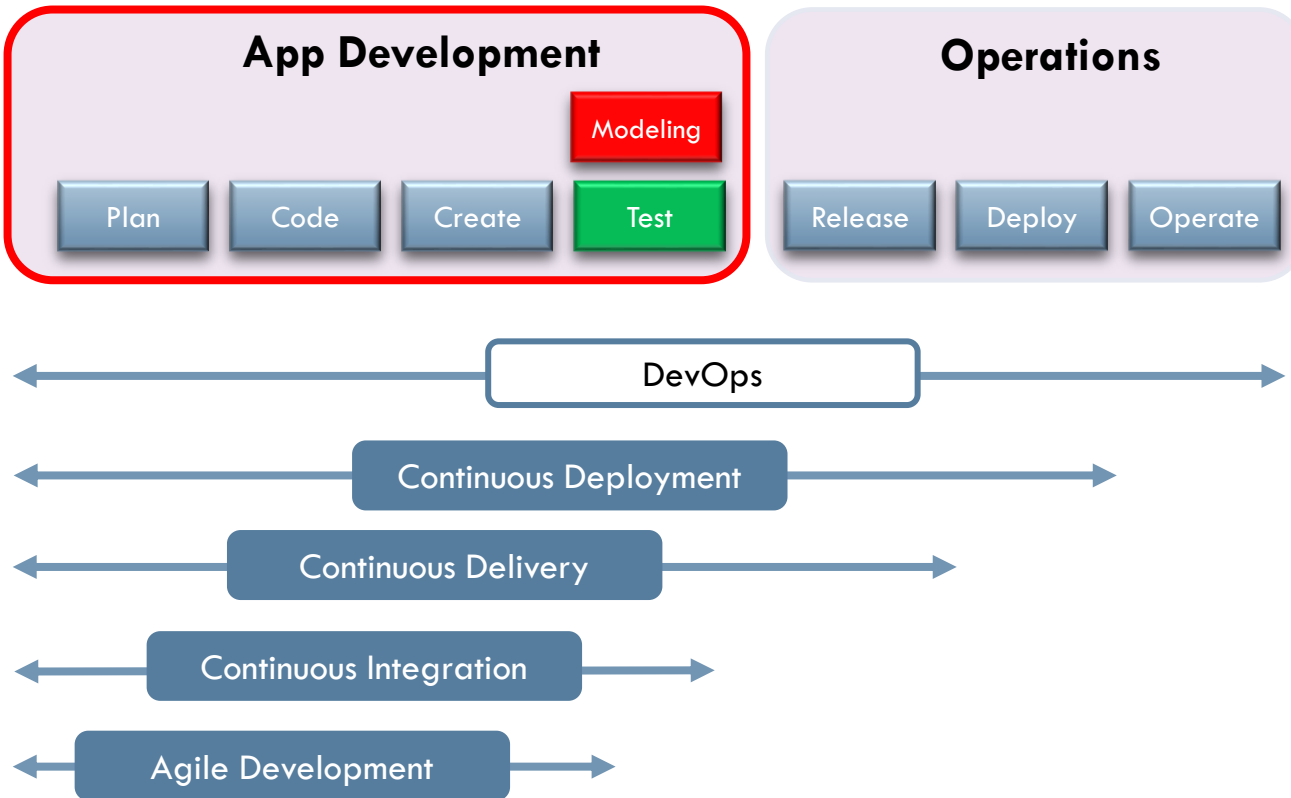 App Development
Operations
Modeling
Plan
Code
Create
Test
Release
Deploy
Operate
DevOps
Continuous Deployment
Continuous Delivery
Continuous Integration
Agile Development